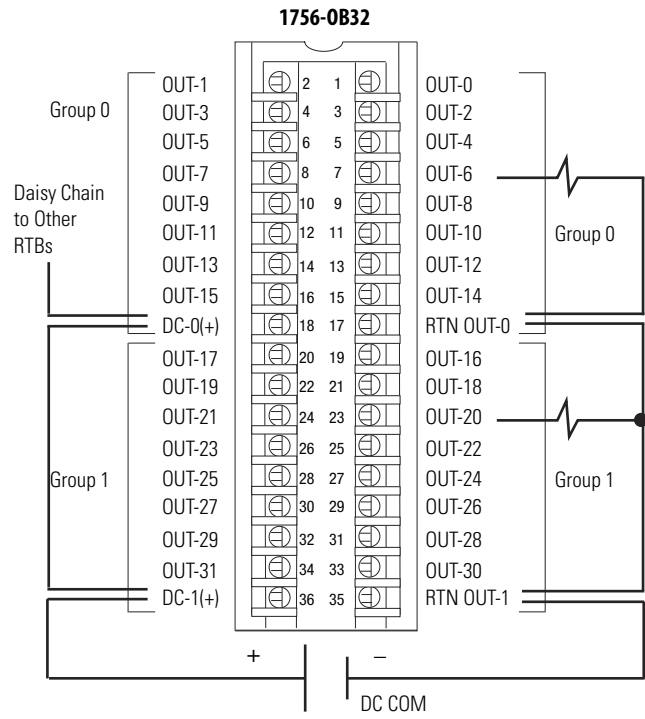 1756-OB32
OUT-1 2 1 OUT-0
Group 0
OUT-3 4 3 OUT-2
OUT-5 6 5 OUT-4
OUT-7 8 7 OUT-6
Daisy Chain
to Other
RTBs
OUT-9 10 9 OUT-8
OUT-11 12 11 OUT-10
Group 0
OUT-13 14 13 OUT-12
OUT-15 16 15 OUT-14
DC-0(+) 18 17 RTN OUT-0
OUT-17 20 19 OUT-16
OUT-19 22 21 OUT-18
OUT-21 24 23 OUT-20
OUT-23 26 25 OUT-22
Group 1
OUT-25 28 27 OUT-24
Group 1
OUT-27 30 29 OUT-26
OUT-29 32 31 OUT-28
OUT-31 34 33 OUT-30
DC-1(+) 36 35 RTN OUT-1
+ –
DC COM